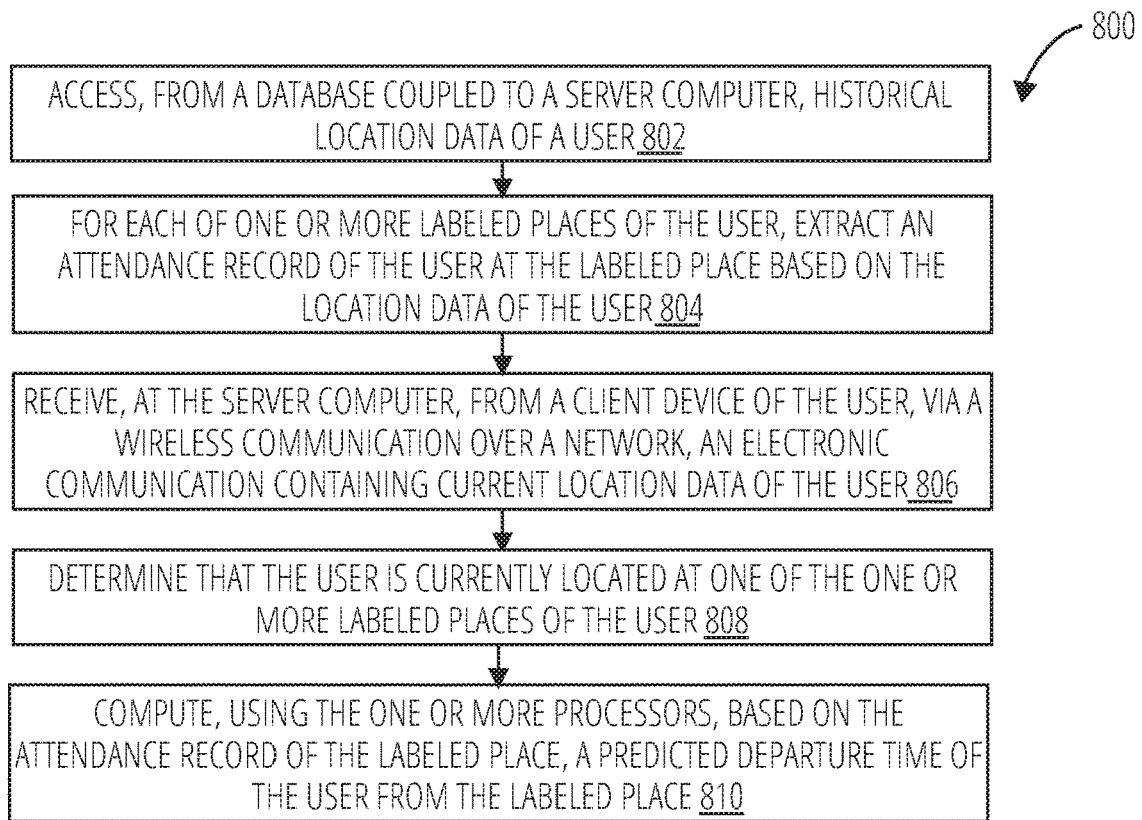 800
ACCESS, FROM A DATABASE COUPLED TO A SERVER COMPUTER, HISTORICAL
LOCATION DATA OF A USER 802
FOR EACH OF ONE OR MORE LABELED PLACES OF THE USER, EXTRACT AN
ATTENDANCE RECORD OF THE USER AT THE LABELED PLACE BASED ON THE
LOCATION DATA OF THE USER 804
RECEIVE, AT THE SERVER COMPUTER, FROM A CLIENT DEVICE OF THE USER, VIA A
WIRELESS COMMUNICATION OVER A NETWORK, AN ELECTRONIC
COMMUNICATION CONTAINING CURRENT LOCATION DATA OF THE USER 806
DETERMINE THAT THE USER IS CURRENTLY LOCATED AT ONE OF THE ONE OR
MORE LABELED PLACES OF THE USER 808
COMPUTE, USING THE ONE OR MORE PROCESSORS, BASED ON THE
ATTENDANCE RECORD OF THE LABELED PLACE, A PREDICTED DEPARTURE TIME OF
THE USER FROM THE LABELED PLACE 810